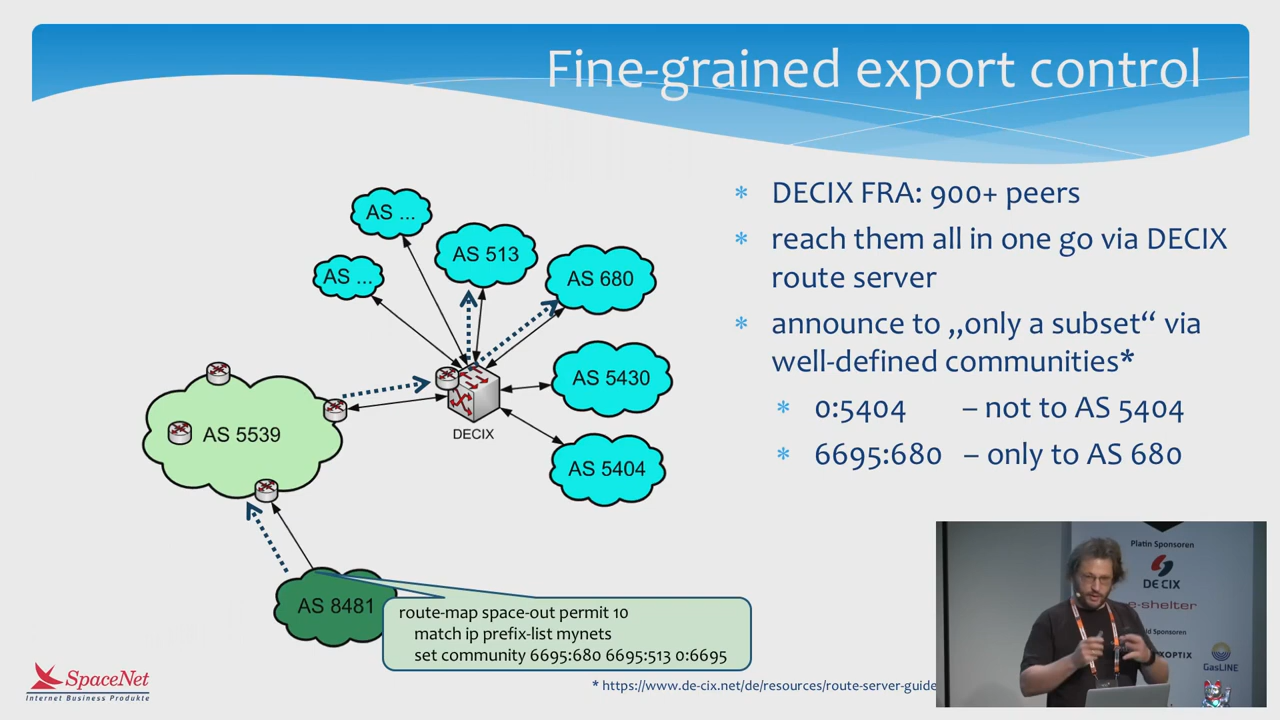 Fine-grained export control
DECIX FRA: 900+ peers
reach them all in one go via DECIX
route server
announce to „only a subset“ via
well-defined communities*
0:5404 – not to AS 5404
6695:680 – only to AS 680
AS ...
AS 513
AS ...
AS 680
AS 5430
DECIX
AS 5539
AS 5404
AS 8481
route-map space-out permit 10
match ip prefix-list mynets
set community 6695:680 6695:513 0:6695
SpaceNet
Internet Business Produkte
* https://www.de-cix.net/de/resources/route-server-guide
Platin Sponsoren
DE CIX
e-shelter
Sponsoren
GasLINE